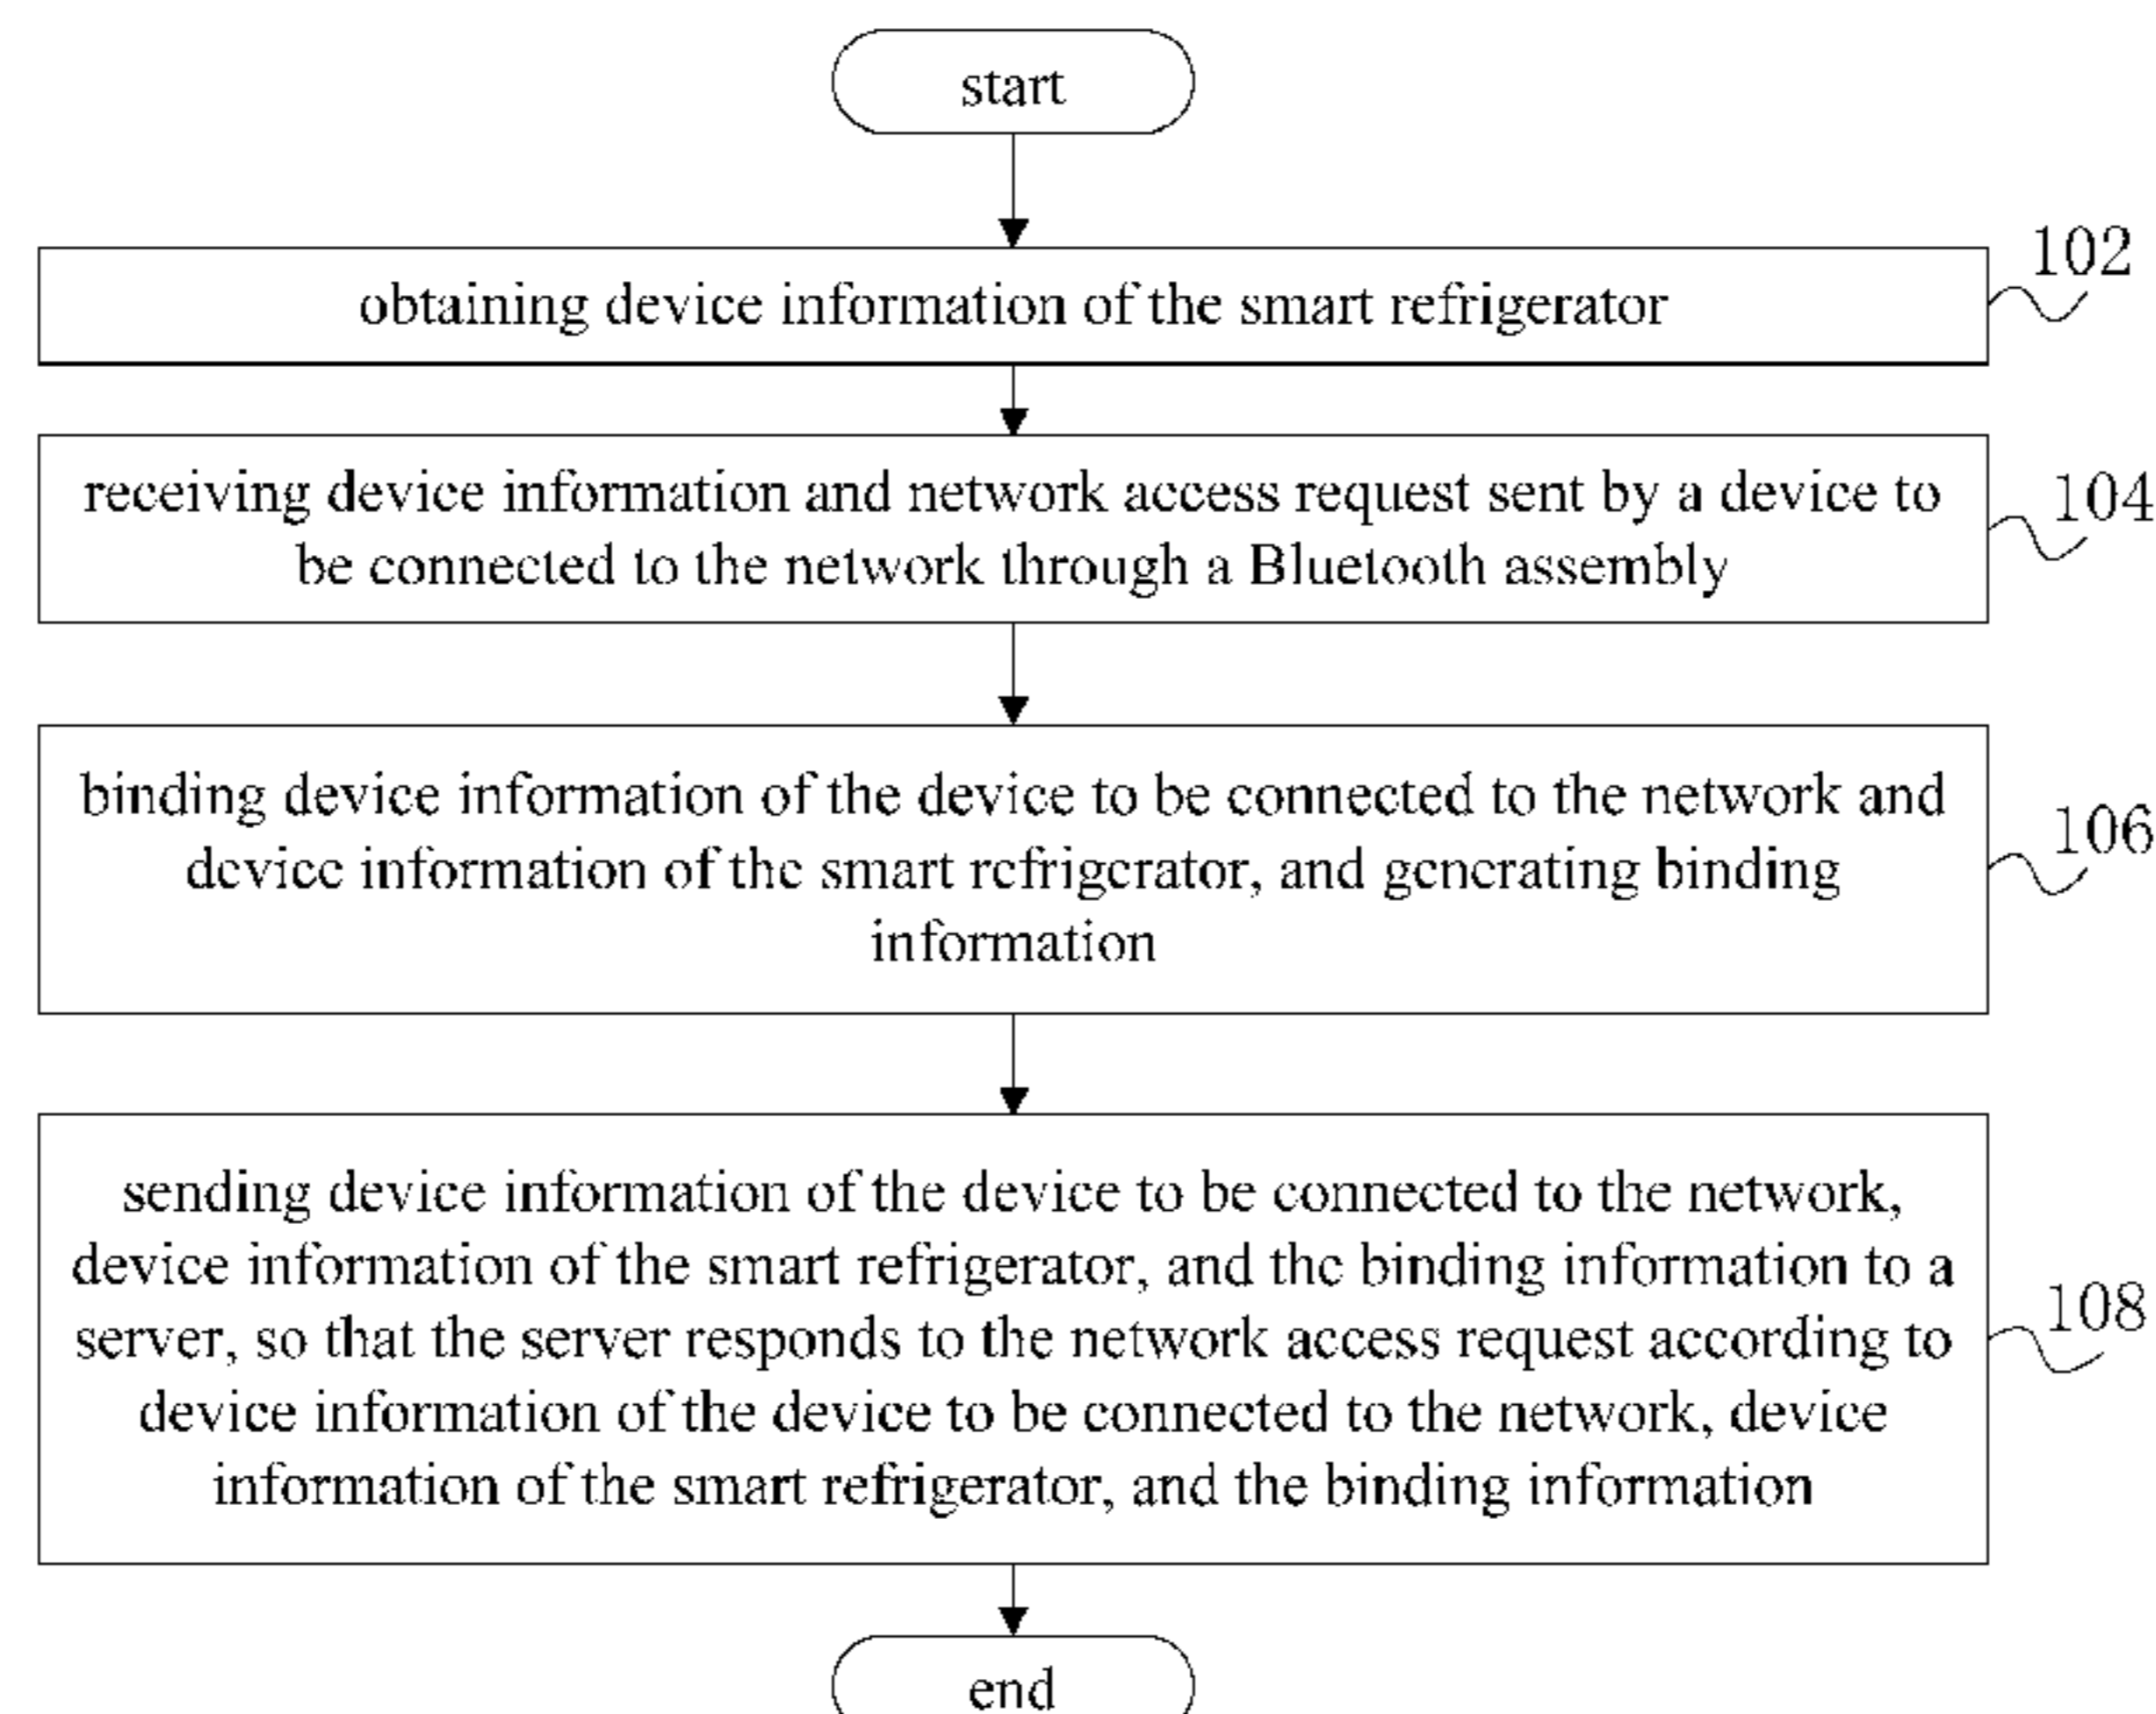 start
obtaining device information of the smart refrigerator
102
receiving device information and network access request sent by a device to
be connected to the network through a Bluetooth assembly
104
binding device information of the device to be connected to the network and
device information of the smart refrigerator, and generating binding
information
106
sending device information of the device to be connected to the network,
device information of the smart refrigerator, and the binding information to a
server, so that the server responds to the network access request according to
device information of the device to be connected to the network, device
information of the smart refrigerator, and the binding information
108
end